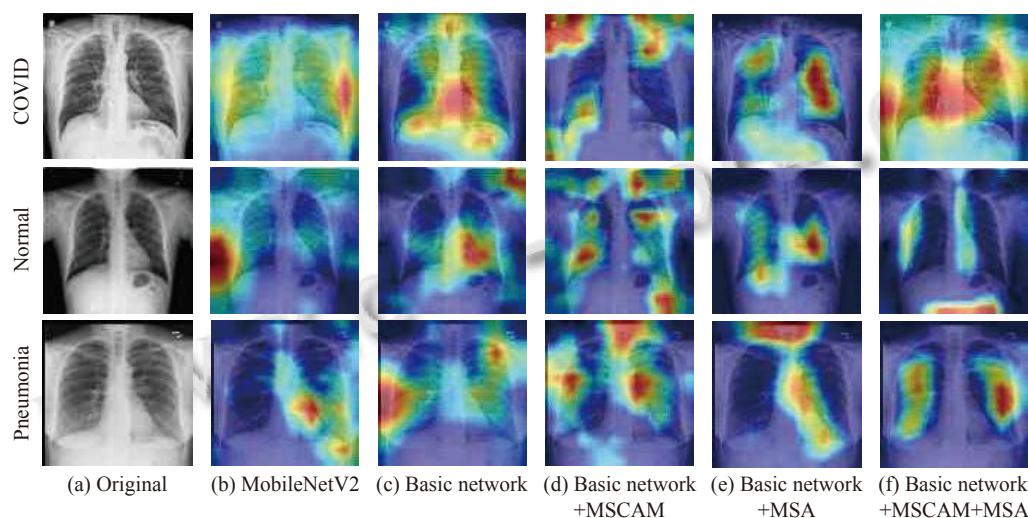 COVID
Normal
Pneumonia
(a) Original
(b) MobileNetV2
(c) Basic network
(d) Basic network
+MSCAM
(e) Basic network
+MSA
(f) Basic network
+MSCAM+MSA